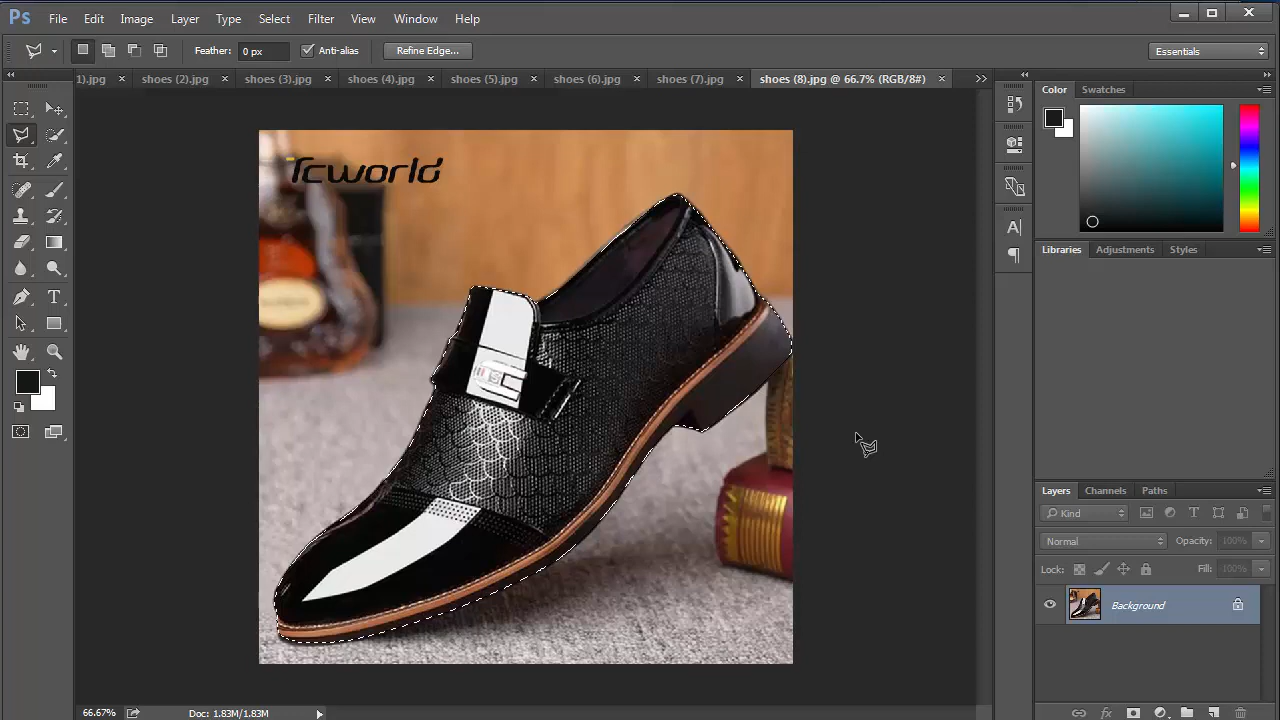 Ps File Edit Image Layer Type Select Filter View Window Help
Feather: 0 px Anti-alias Refine Edge... Essentials
1).jpg × shoes (2).jpg × shoes (3).jpg × shoes (4).jpg × shoes (5).jpg × shoes (6).jpg × shoes (7).jpg × shoes (8).jpg @ 66.7% (RGB/8#) ×
Color Swatches
Tcworld
Libraries Adjustments Styles
Layers Channels Paths
Kind
Normal Opacity: 100%
Lock: Fill: 100%
Background
66.67% Doc: 1.83M/1.83M